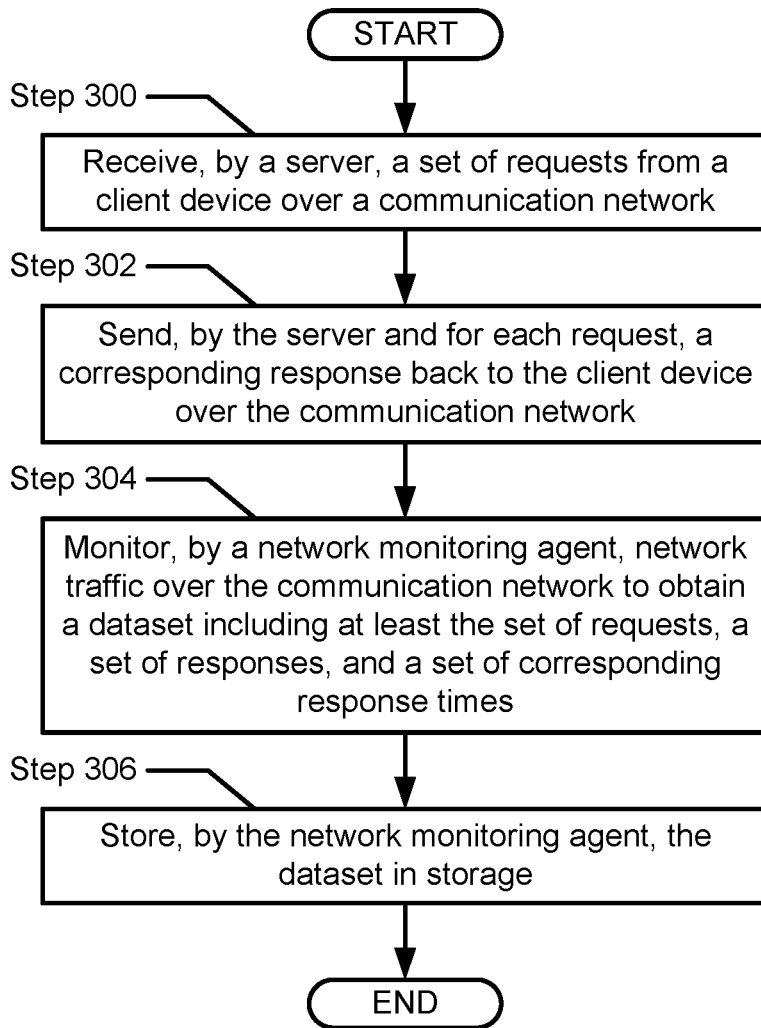 START
Step 300
Receive, by a server, a set of requests from a
client device over a communication network
Step 302
Send, by the server and for each request, a
corresponding response back to the client device
over the communication network
Step 304
Monitor, by a network monitoring agent, network
traffic over the communication network to obtain
a dataset including at least the set of requests, a
set of responses, and a set of corresponding
response times
Step 306
Store, by the network monitoring agent, the
dataset in storage
END